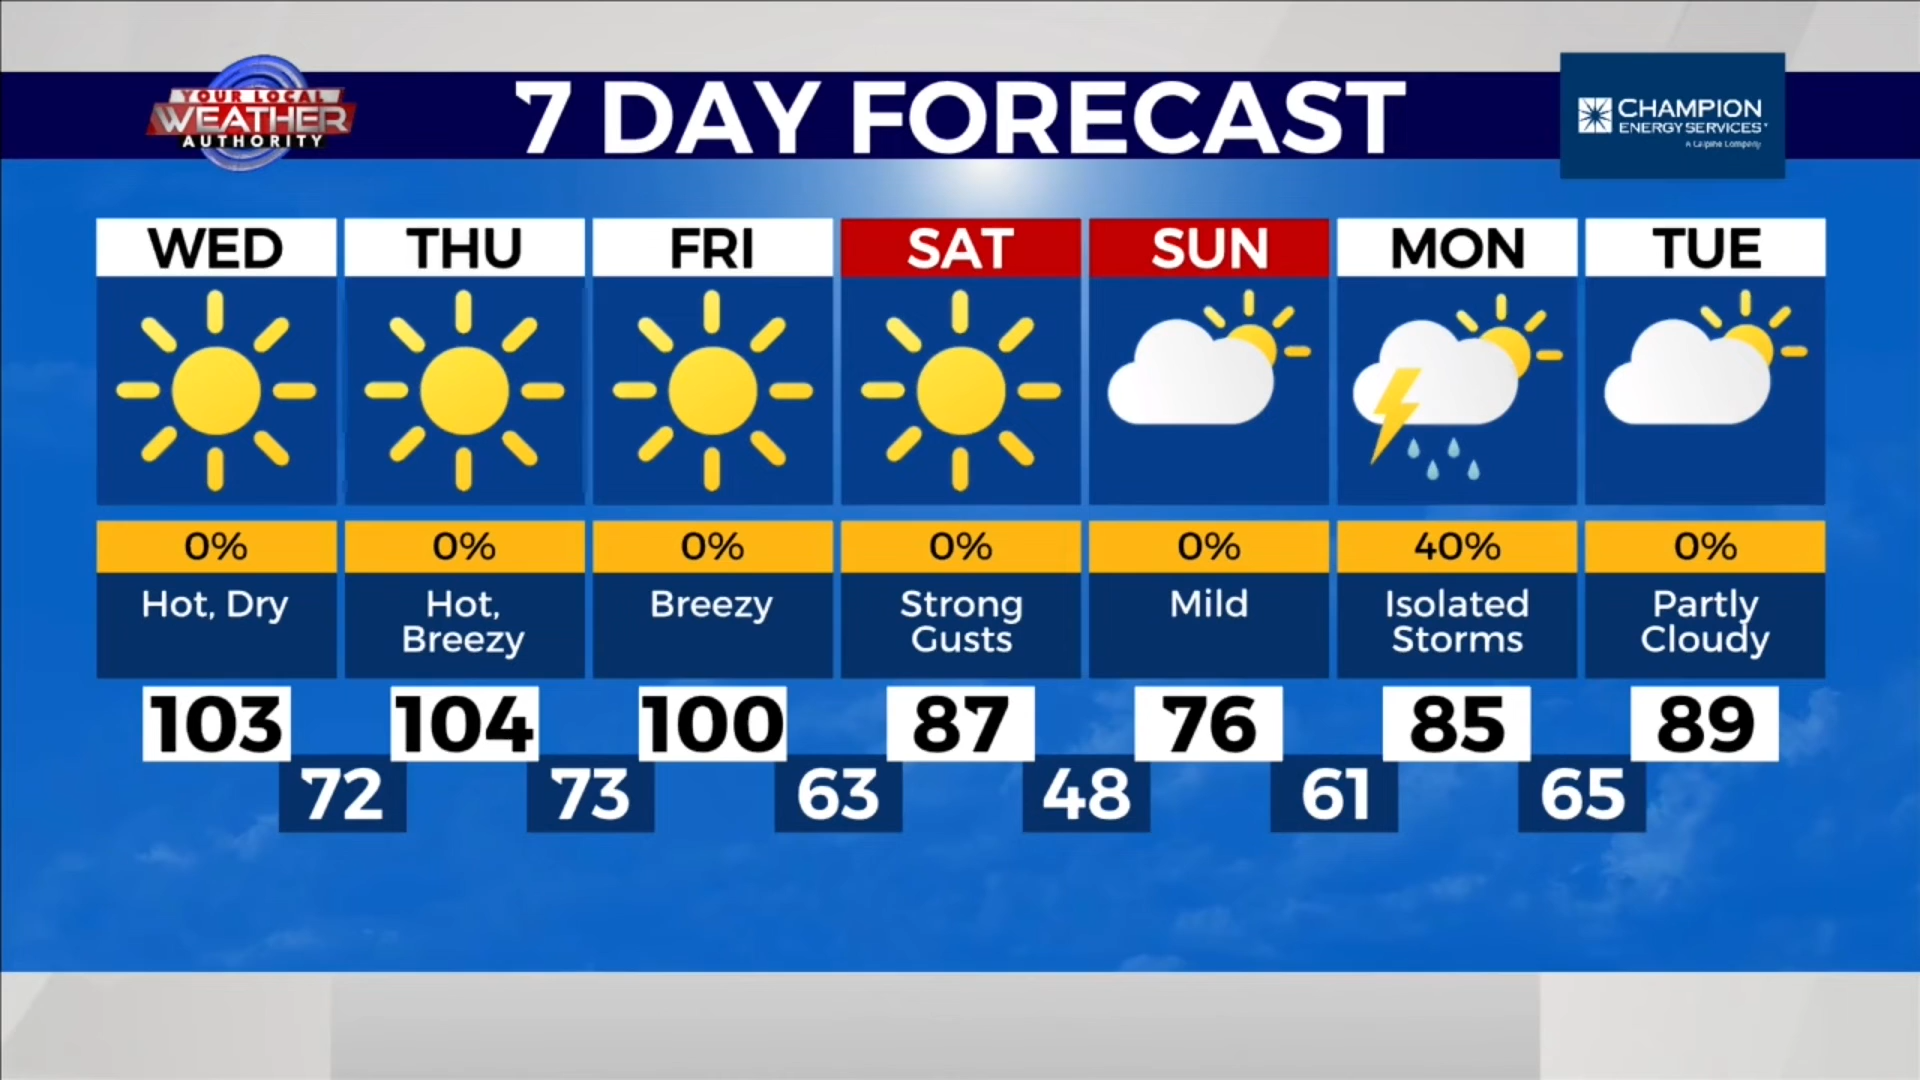 YOUR LOCAL
WEATHER
AUTHORITY
7 DAY FORECAST
CHAMPION
ENERGY SERVICES
A Calpine Company
WED THU FRI SAT SUN MON TUE
0% 0% 0% 0% 0% 40% 0%
Hot, Dry
Hot,
Breezy
Breezy
Strong
Gusts
Mild
Isolated
Storms
Partly
Cloudy
103 104 100 87 76 85 89
72 73 63 48 61 65